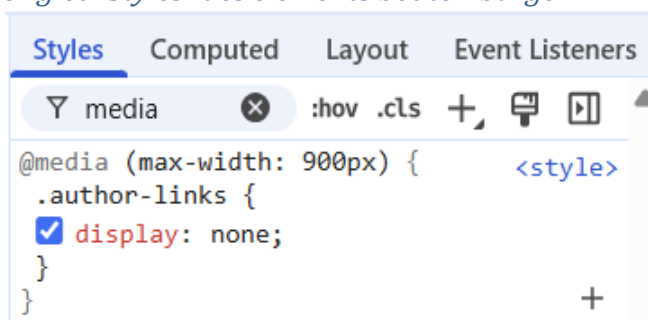 Styles Computed Layout Event Listeners
media :hov .cls
@media (max-width: 900px) { <style>
.author-links {
display: none;
}
}